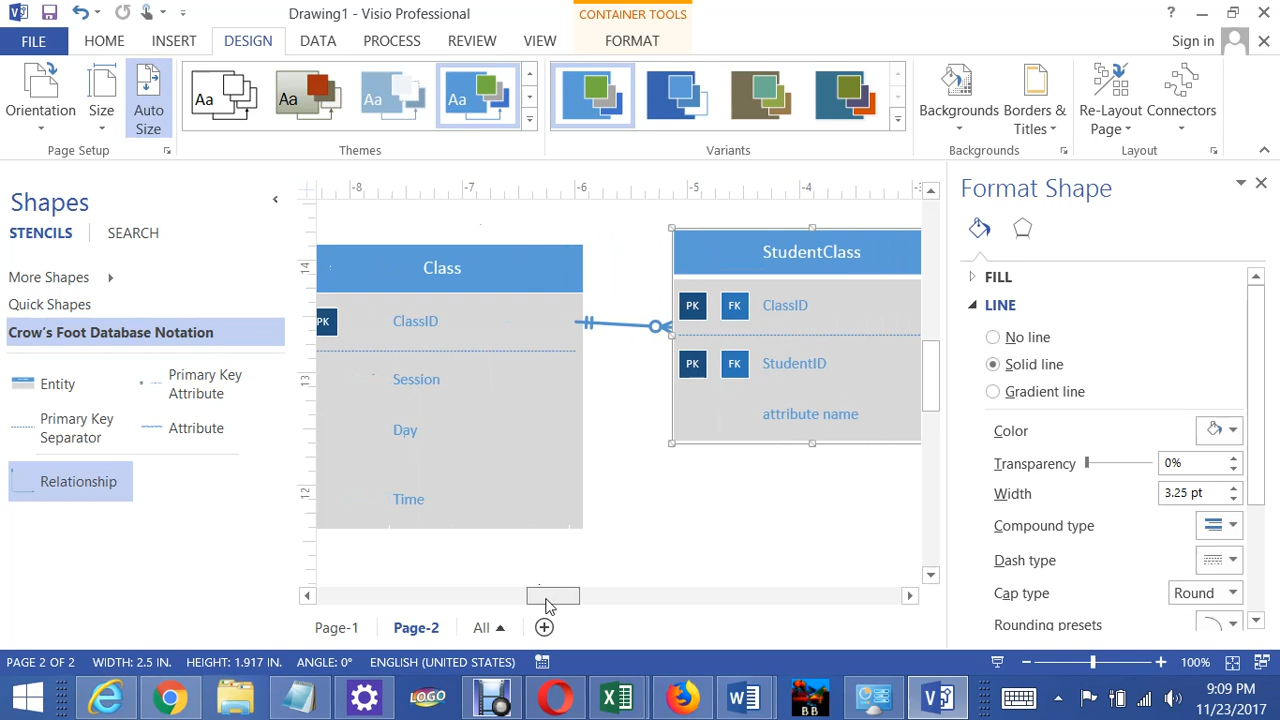 Drawing1 - Visio Professional
CONTAINER TOOLS
?
FILE
HOME
INSERT
DESIGN
DATA
PROCESS
REVIEW
VIEW
FORMAT
Sign in
Orientation
Size
Auto
Size
Aa
Aa
Aa
Aa
Backgrounds
Borders &
Titles
Re-Layout
Page
Connectors
Page Setup
Themes
Variants
Backgrounds
Layout
Shapes
STENCILS
SEARCH
More Shapes
Quick Shapes
Crow's Foot Database Notation
Entity
Primary Key
Attribute
Primary Key
Separator
Attribute
Relationship
-8
-7
-6
-5
14
13
12
Class
PK
ClassID
Session
Day
Time
StudentClass
PK
FK
ClassID
PK
FK
StudentID
attribute name
Page-1
Page-2
All
Format Shape
FILL
LINE
No line
Solid line
Gradient line
Color
Transparency
0%
Width
3.25 pt
Compound type
Dash type
Cap type
Round
Rounding presets
PAGE 2 OF 2
WIDTH: 2.5 IN.
HEIGHT: 1.917 IN.
ANGLE: 0°
ENGLISH (UNITED STATES)
100%
LOGO
BB
9:09 PM
11/23/2017